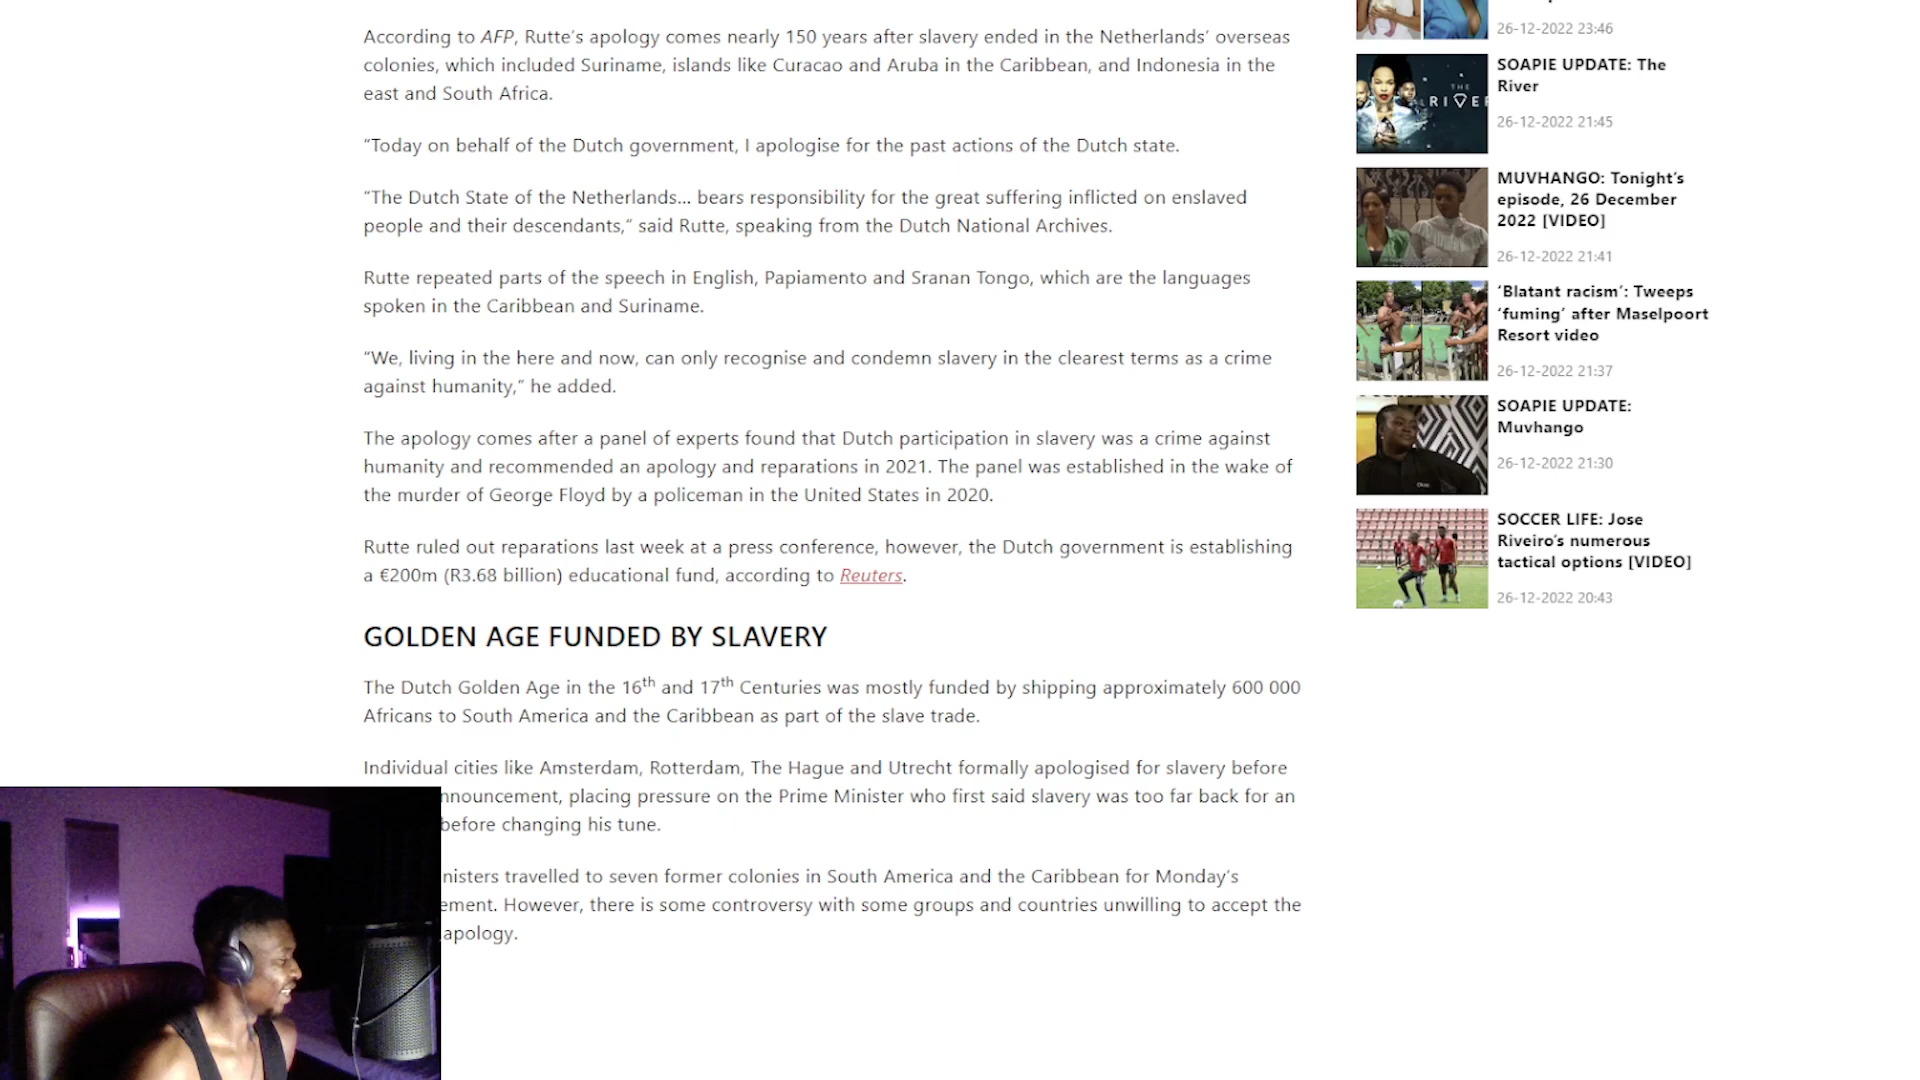 According to AFP, Rutte’s apology comes nearly 150 years after slavery ended in the Netherlands’ overseas
colonies, which included Suriname, islands like Curacao and Aruba in the Caribbean, and Indonesia in the
east and South Africa.
“Today on behalf of the Dutch government, I apologise for the past actions of the Dutch state.
“The Dutch State of the Netherlands… bears responsibility for the great suffering inflicted on enslaved
people and their descendants,” said Rutte, speaking from the Dutch National Archives.
Rutte repeated parts of the speech in English, Papiamento and Sranan Tongo, which are the languages
spoken in the Caribbean and Suriname.
“We, living in the here and now, can only recognise and condemn slavery in the clearest terms as a crime
against humanity,” he added.
The apology comes after a panel of experts found that Dutch participation in slavery was a crime against
humanity and recommended an apology and reparations in 2021. The panel was established in the wake of
the murder of George Floyd by a policeman in the United States in 2020.
Rutte ruled out reparations last week at a press conference, however, the Dutch government is establishing
a €200m (R3.68 billion) educational fund, according to Reuters.
GOLDEN AGE FUNDED BY SLAVERY
The Dutch Golden Age in the 16th and 17th Centuries was mostly funded by shipping approximately 600 000
Africans to South America and the Caribbean as part of the slave trade.
Individual cities like Amsterdam, Rotterdam, The Hague and Utrecht formally apologised for slavery before
nnouncement, placing pressure on the Prime Minister who first said slavery was too far back for an
before changing his tune.
nisters travelled to seven former colonies in South America and the Caribbean for Monday’s
ement. However, there is some controversy with some groups and countries unwilling to accept the
apology.
26-12-2022 23:46
THE
RIVER
SOAPIE UPDATE: The
River
26-12-2022 21:45
MUVHANGO: Tonight’s
episode, 26 December
2022 [VIDEO]
26-12-2022 21:41
‘Blatant racism’: Tweeps
‘fuming’ after Maselpoort
Resort video
26-12-2022 21:37
SOAPIE UPDATE:
Muvhango
26-12-2022 21:30
SOCCER LIFE: Jose
Riveiro’s numerous
tactical options [VIDEO]
26-12-2022 20:43